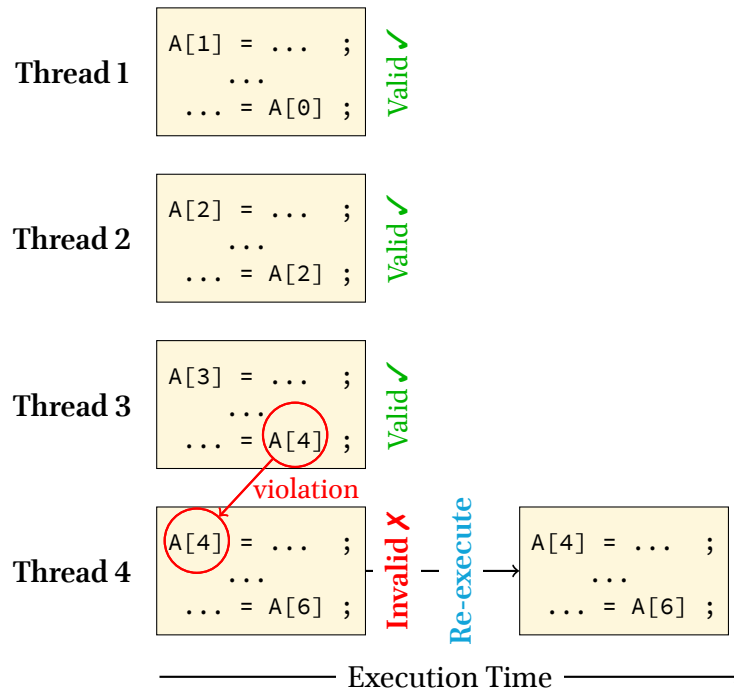 Thread 1
A[1] = ... ;
...
... = A[0] ;
Valid ✓
Thread 2
A[2] = ... ;
...
... = A[2] ;
Valid ✓
Thread 3
A[3] = ... ;
...
... = A[4] ;
Valid ✓
violation
Thread 4
A[4] = ... ;
...
... = A[6] ;
Invalid ✗
Re-execute
A[4] = ... ;
...
... = A[6] ;
Execution Time